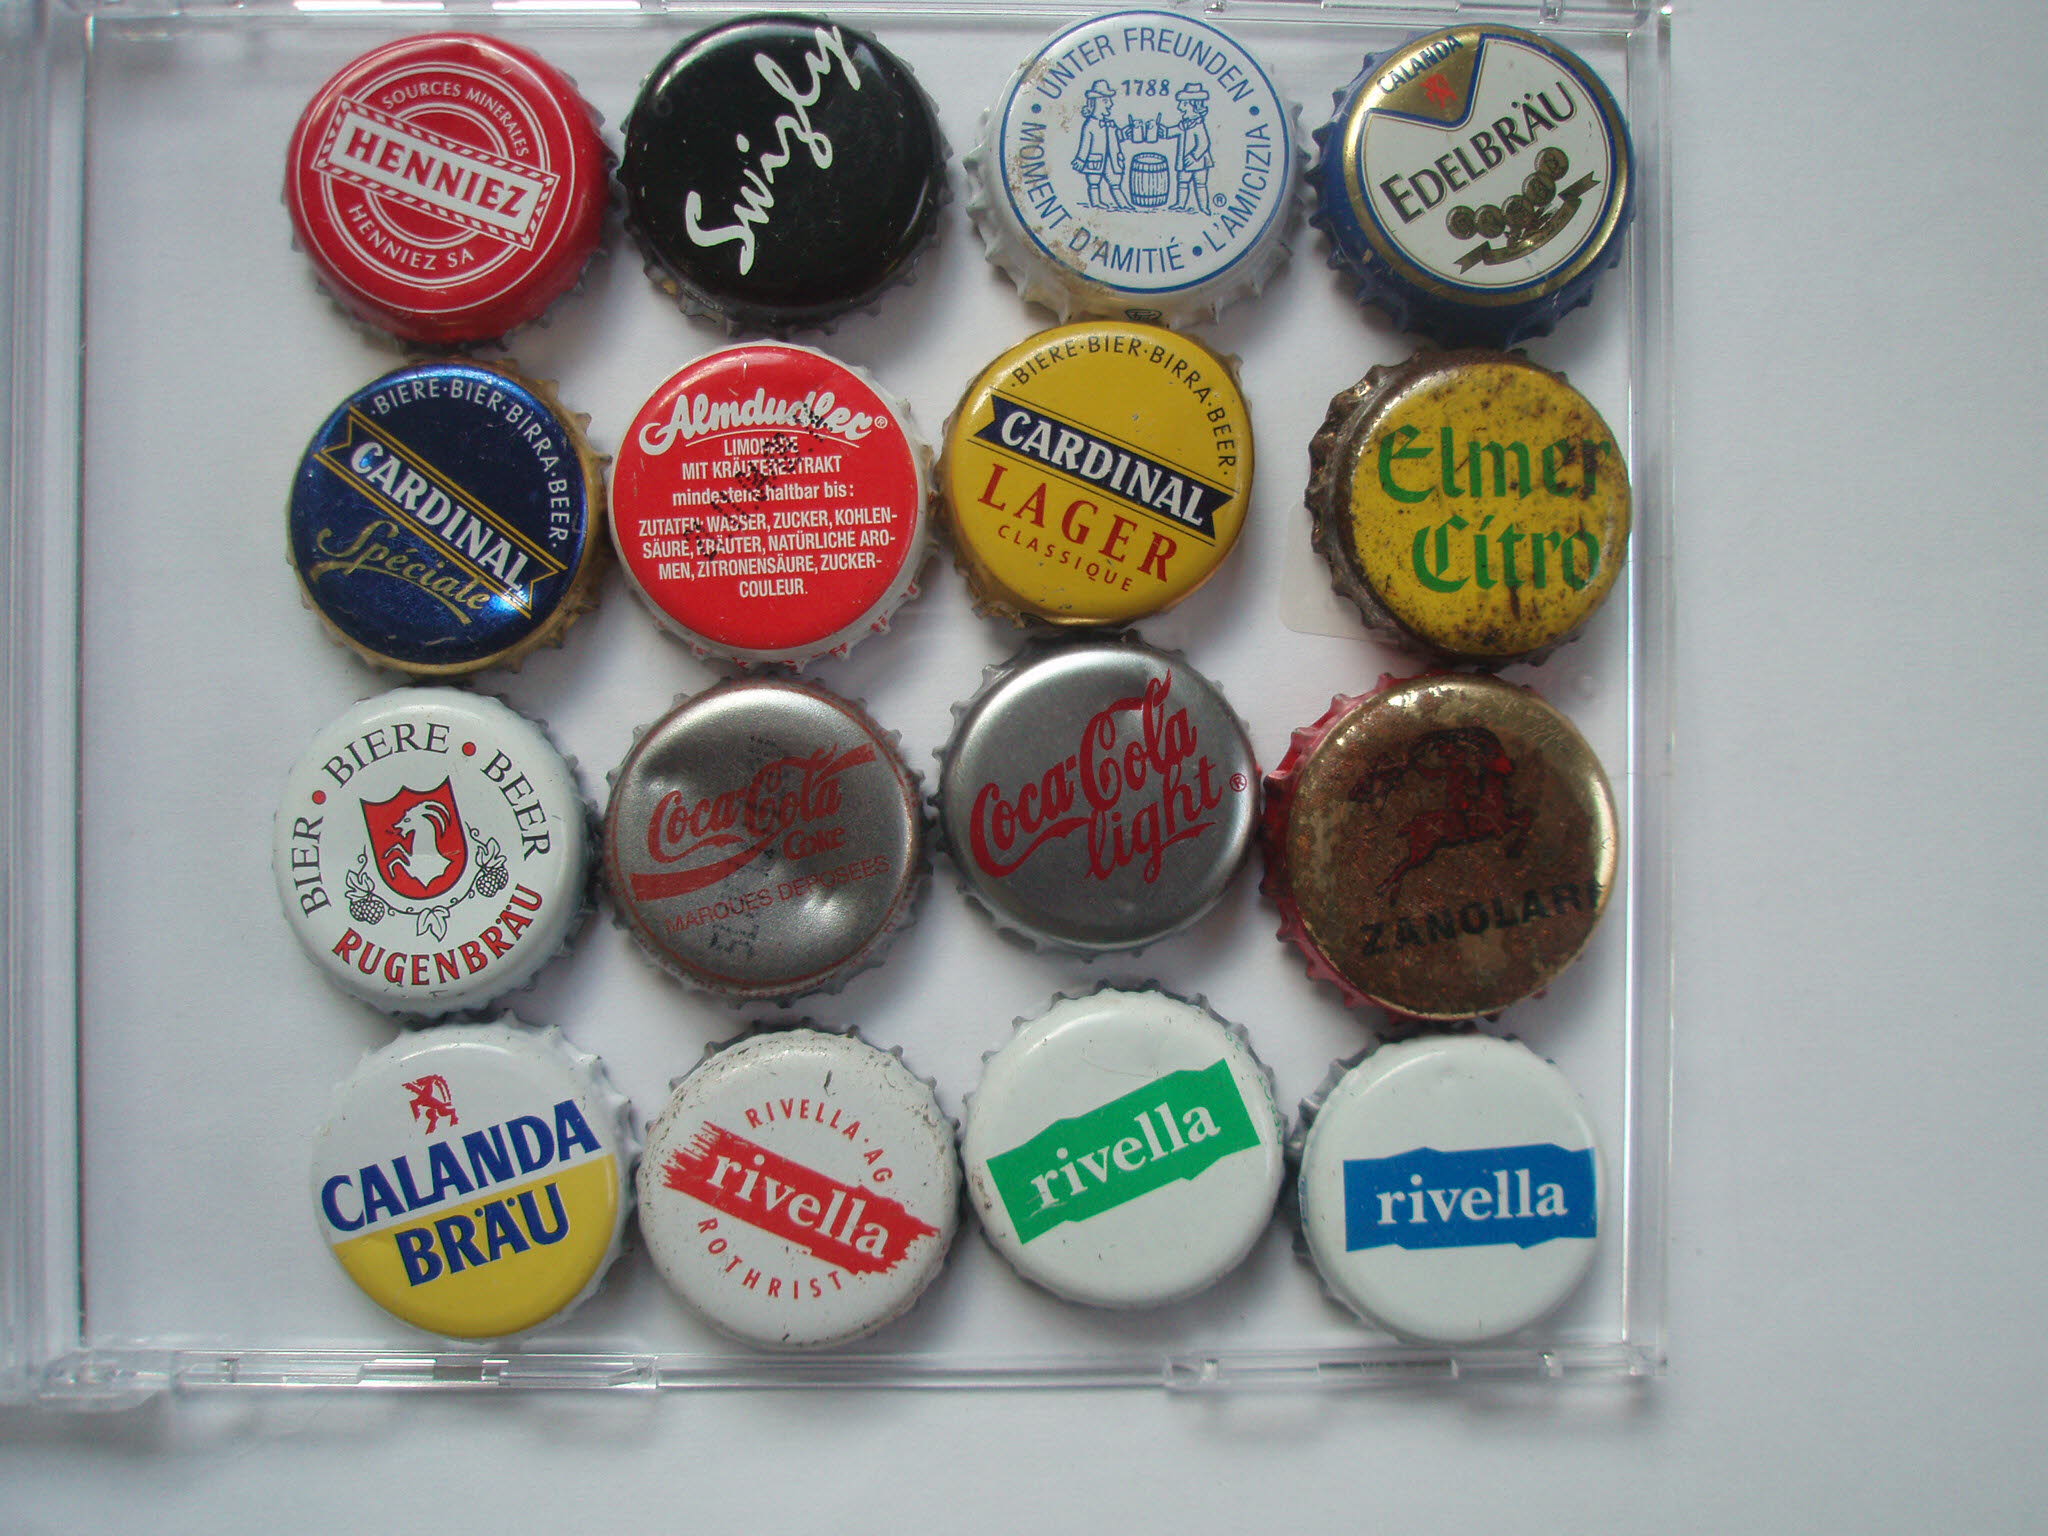 SOURCES MINERALES
HENNIEZ
HENNIEZ SA
Swizly
· UNTER FREUNDEN · L'AMICIZIA · MOMENT D'AMITIÉ
1788
®
CALANDA
EDELBRÄU
· BIERE · BIER · BIRRA · BEER ·
CARDINAL
Spéciale
Almdudler®
LIMONADE
MIT KRÄUTEREXTRAKT
mindestens haltbar bis:
ZUTATEN: WASSER, ZUCKER, KOHLEN-
SÄURE, KRÄUTER, NATÜRLICHE ARO-
MEN, ZITRONENSÄURE, ZUCKER-
COULEUR.
· BIERE · BIER · BIRRA · BEER ·
CARDINAL
LAGER
CLASSIQUE
Elmer
Citro
BIER • BIERE • BEER
RUGENBRÄU
Coca-Cola
Coke
MARQUES DEPOSEES
Coca-Cola
light®
ZANOLARI
CALANDA
BRÄU
RIVELLA · AG
rivella
ROTHRIST
rivella
rivella